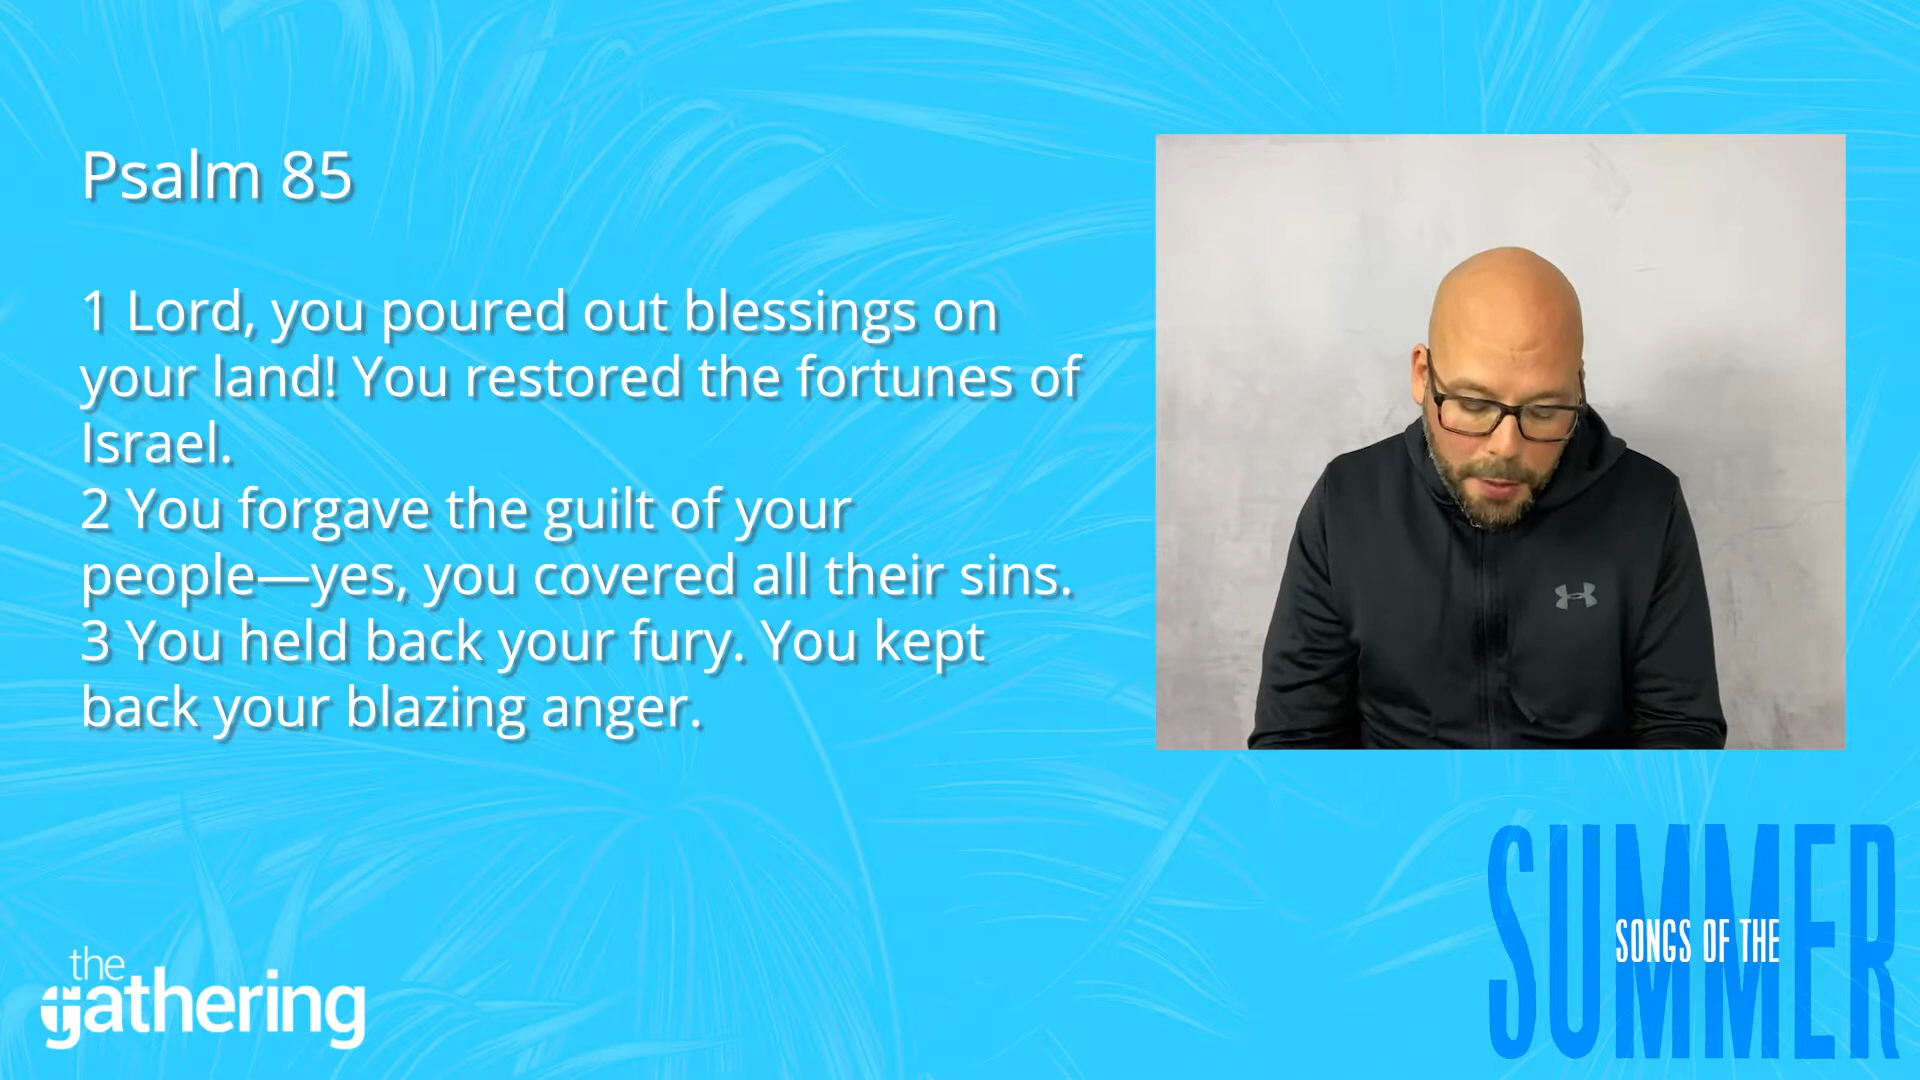 Psalm 85
1 Lord, you poured out blessings on
your land! You restored the fortunes of
Israel.
2 You forgave the guilt of your
people—yes, you covered all their sins.
3 You held back your fury. You kept
back your blazing anger.
the
gathering
SUMMER
SONGS OF THE